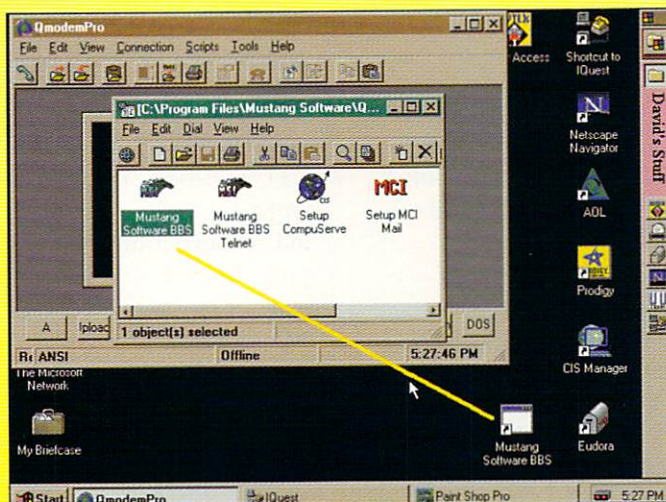 QmodemPro
File Edit View Connection Scripts Tools Help
[C:\Program Files\Mustang Software\Q...
File Edit Dial View Help
Mustang Software BBS
Mustang Software BBS Telnet
Setup CompuServe
MCI
Setup MCI Mail
1 object(s) selected
A
DOS
ANSI Offline 5:27:46 PM
Access
Shortcut to IQuest
Netscape Navigator
AOL
Prodigy
CIS Manager
Eudora
Mustang Software BBS
The Microsoft Network
My Briefcase
David's Stuff
Start QmodemPro IQuest Paint Shop Pro 5:27 PM